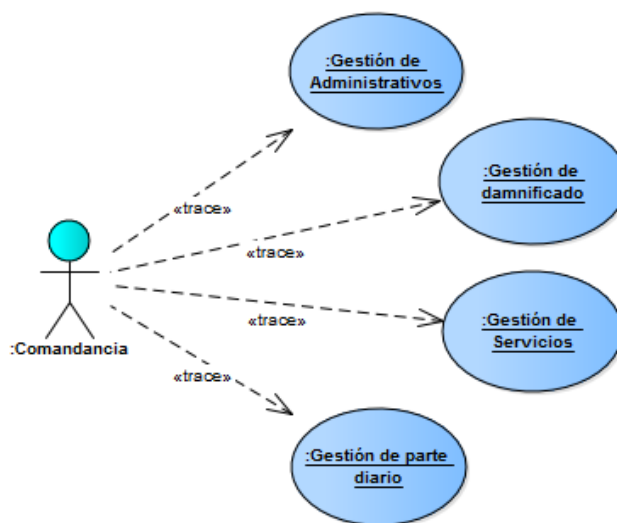 :Gestión de
Administrativos
:Gestión de
damnificado
«trace»
«trace»
«trace»
:Gestión de
Servicios
:Comandancia
«trace»
:Gestión de parte
diario